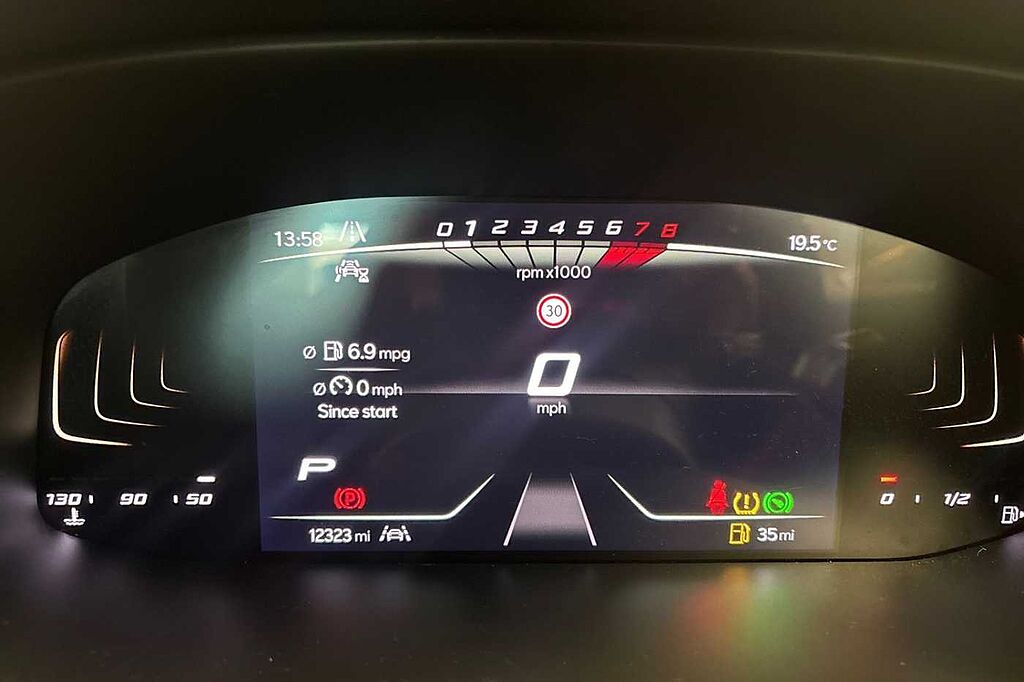 13:58
0 1 2 3 4 5 6 7 8
19.5°C
rpm x1000
30
Ø 6.9 mpg
0
Ø 0 mph
mph
Since start
P
130 90 50
(P)
0 1/2
12323 mi
35 mi